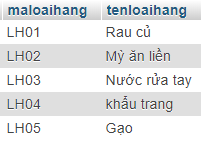 maloaihang tenloaihang
LH01 Rau củ
LH02 Mỳ ăn liền
LH03 Nước rửa tay
LH04 khẩu trang
LH05 Gạo